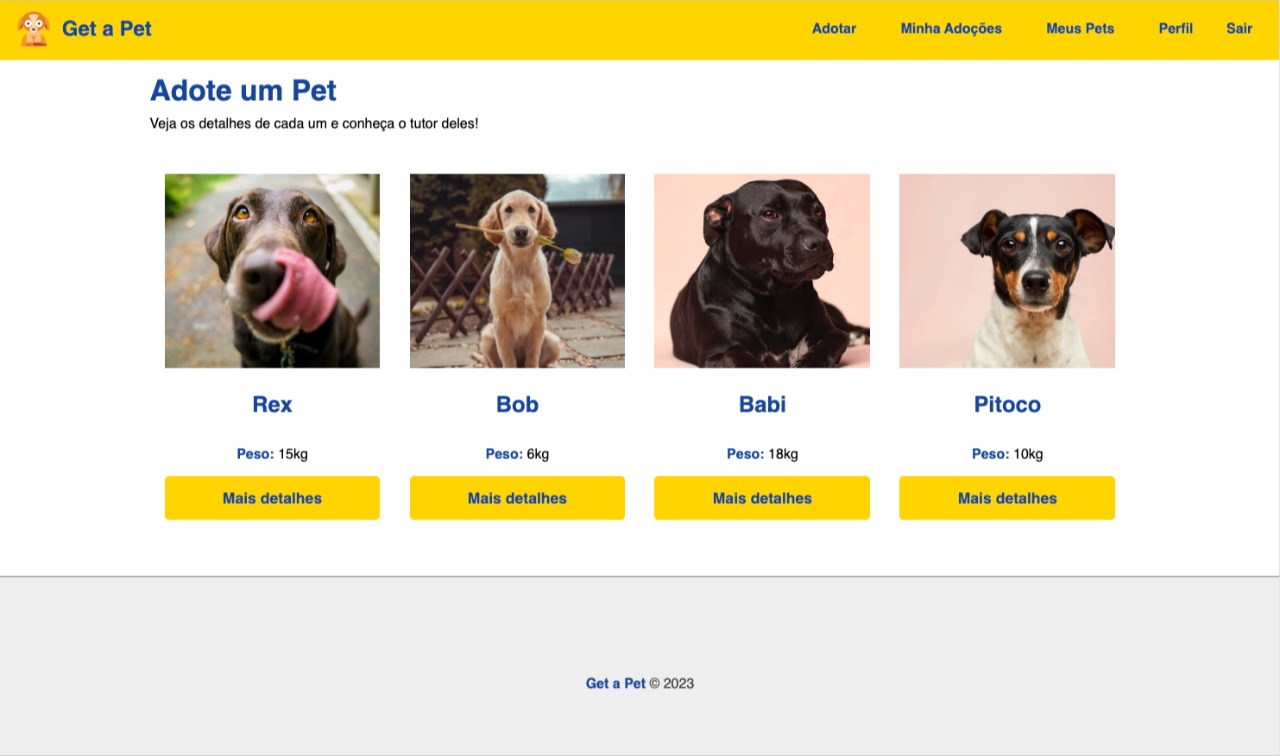 Get a Pet
Adotar Minha Adoções Meus Pets Perfil Sair
Adote um Pet
Veja os detalhes de cada um e conheça o tutor deles!
Rex
Peso: 15kg
Mais detalhes
Bob
Peso: 6kg
Mais detalhes
Babi
Peso: 18kg
Mais detalhes
Pitoco
Peso: 10kg
Mais detalhes
Get a Pet © 2023